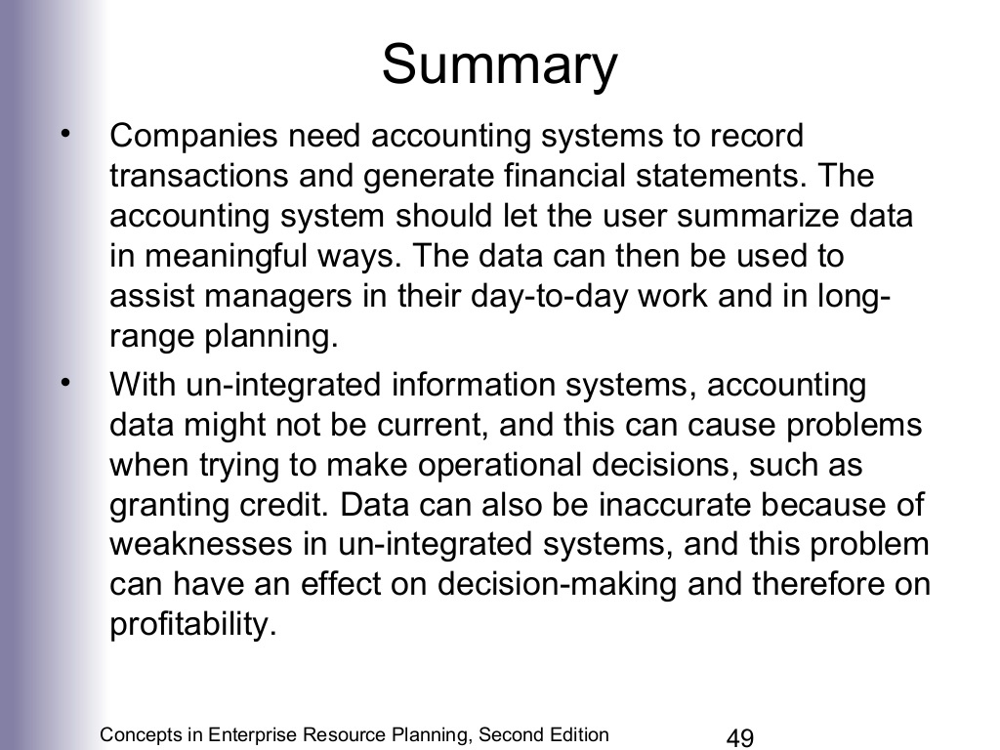 Summary
• Companies need accounting systems to record
transactions and generate financial statements. The
accounting system should let the user summarize data
in meaningful ways. The data can then be used to
assist managers in their day-to-day work and in long-
range planning.
• With un-integrated information systems, accounting
data might not be current, and this can cause problems
when trying to make operational decisions, such as
granting credit. Data can also be inaccurate because of
weaknesses in un-integrated systems, and this problem
can have an effect on decision-making and therefore on
profitability.
Concepts in Enterprise Resource Planning, Second Edition
49